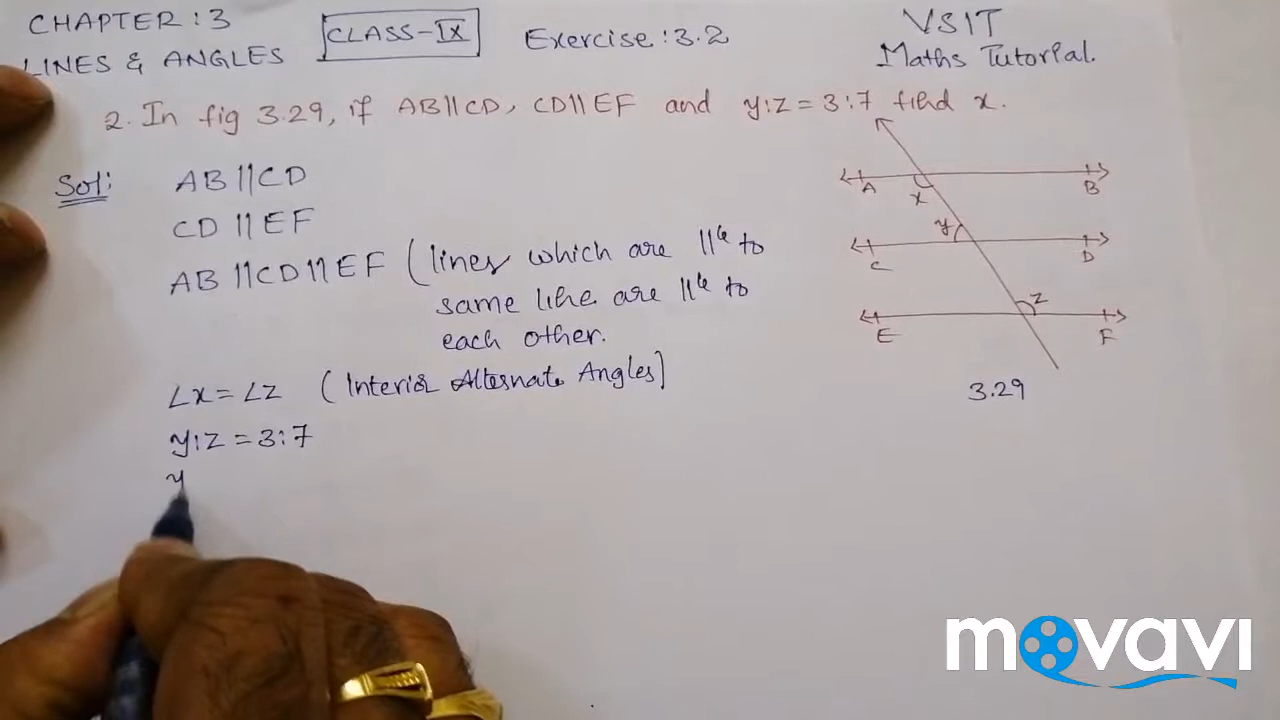 CHAPTER : 3
LINES & ANGLES
CLASS-IX
Exercise : 3.2
VSIT
Maths Tutorial.
2. In fig 3.29, if AB||CD, CD||EF and y:z = 3:7 find x.
Sol:
AB||CD
CD||EF
AB||CD||EF (lines which are ||le to
same line are ||le to
each other.
∠x = ∠z (Interior Alternate Angles]
y:z = 3:7
y
A
B
x
y
C
D
z
E
F
3.29
movavi